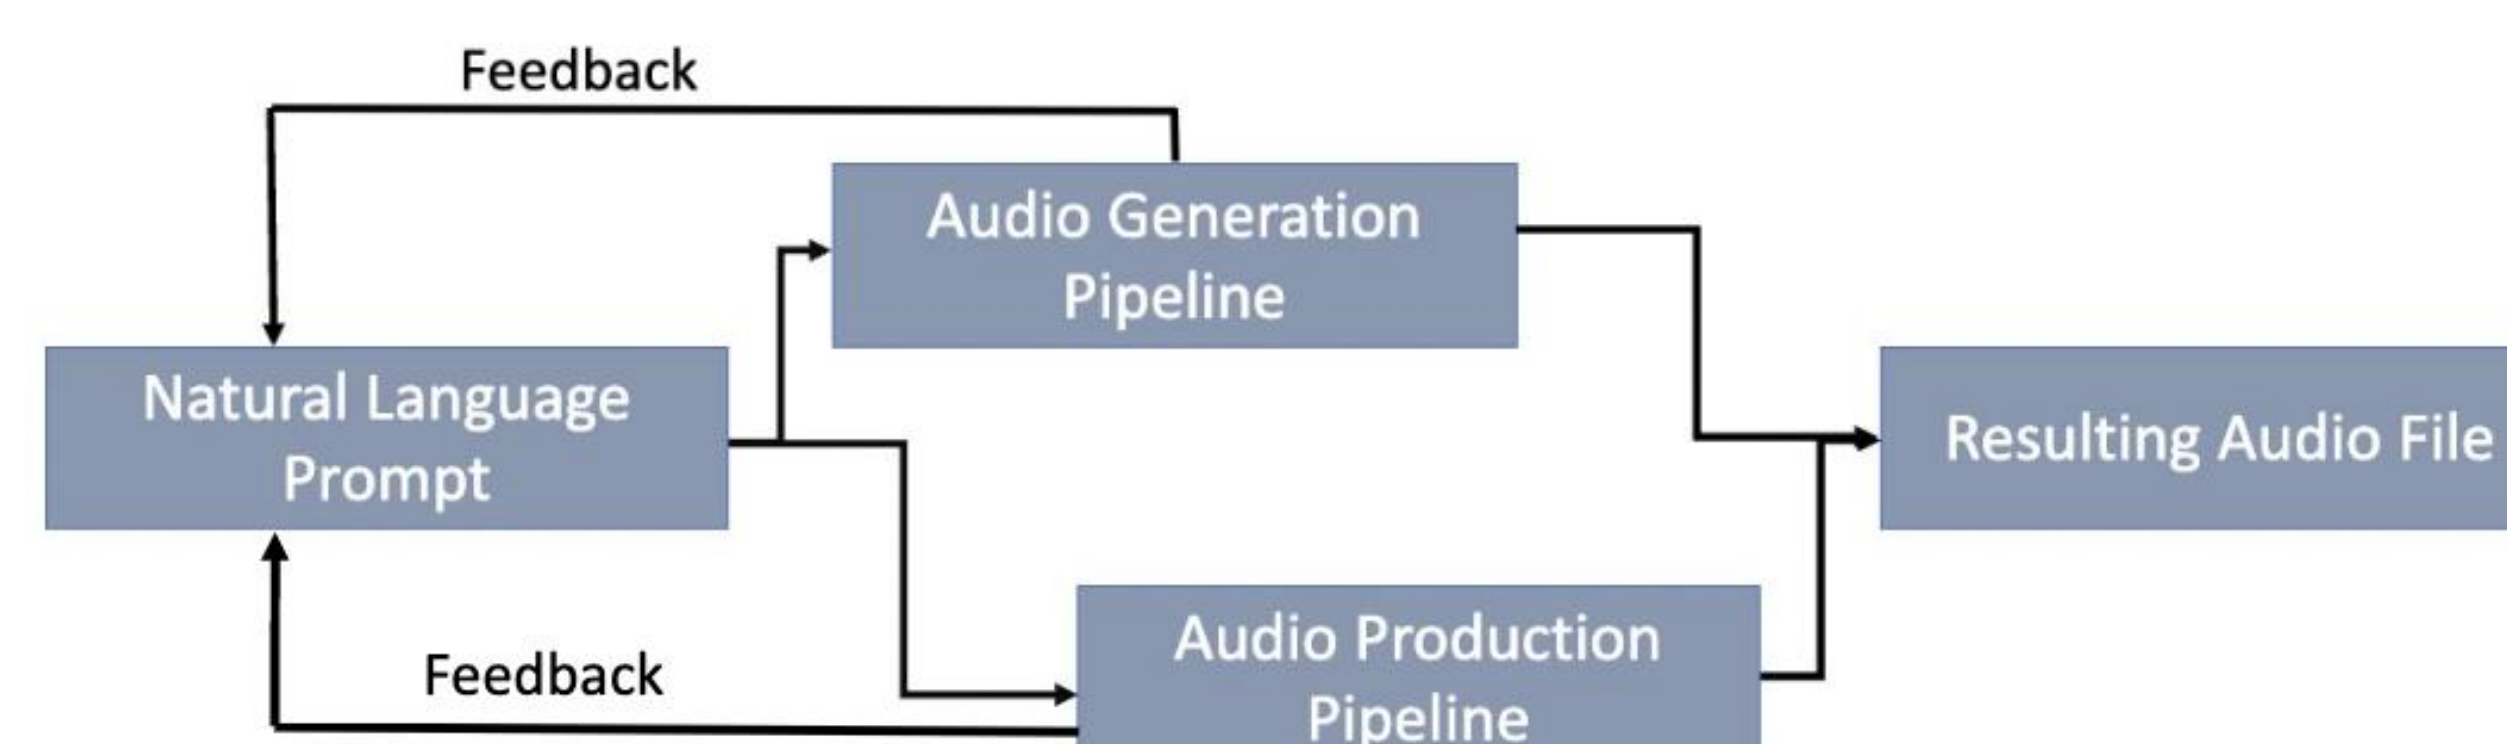 Feedback
Audio Generation
Pipeline
Natural Language
Prompt
Resulting Audio File
Audio Production
Pipeline
Feedback